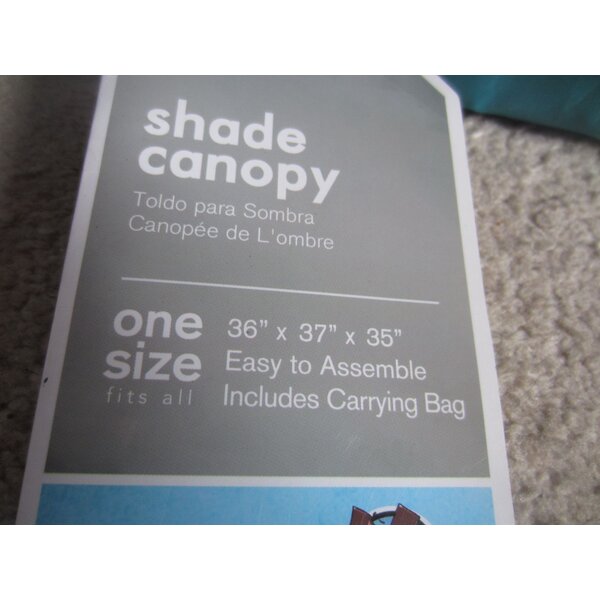 shade
canopy
Toldo para Sombra
Canopée de L'ombre
one
size
fits all
36” x 37” x 35”
Easy to Assemble
Includes Carrying Bag